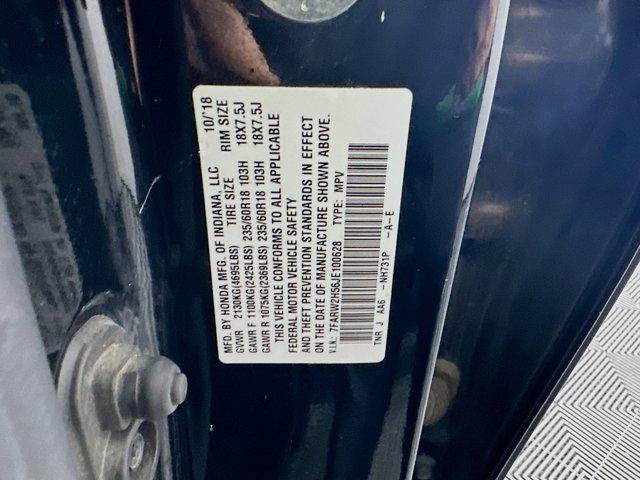 MFD. BY HONDA MFG. OF INDIANA, LLC 10/'18
GVWR 2130KG(4695LBS) TIRE SIZE RIM SIZE
GAWR F 1100KG(2425LBS) 235/60R18 103H 18X7.5J
GAWR R 1075KG(2369LBS) 235/60R18 103H 18X7.5J
THIS VEHICLE CONFORMS TO ALL APPLICABLE
FEDERAL MOTOR VEHICLE SAFETY
AND THEFT PREVENTION STANDARDS IN EFFECT
ON THE DATE OF MANUFACTURE SHOWN ABOVE.
V.I.N.: 7FARW2H56JE100628 TYPE: MPV
TNR J AA6 -NH731P -A-E